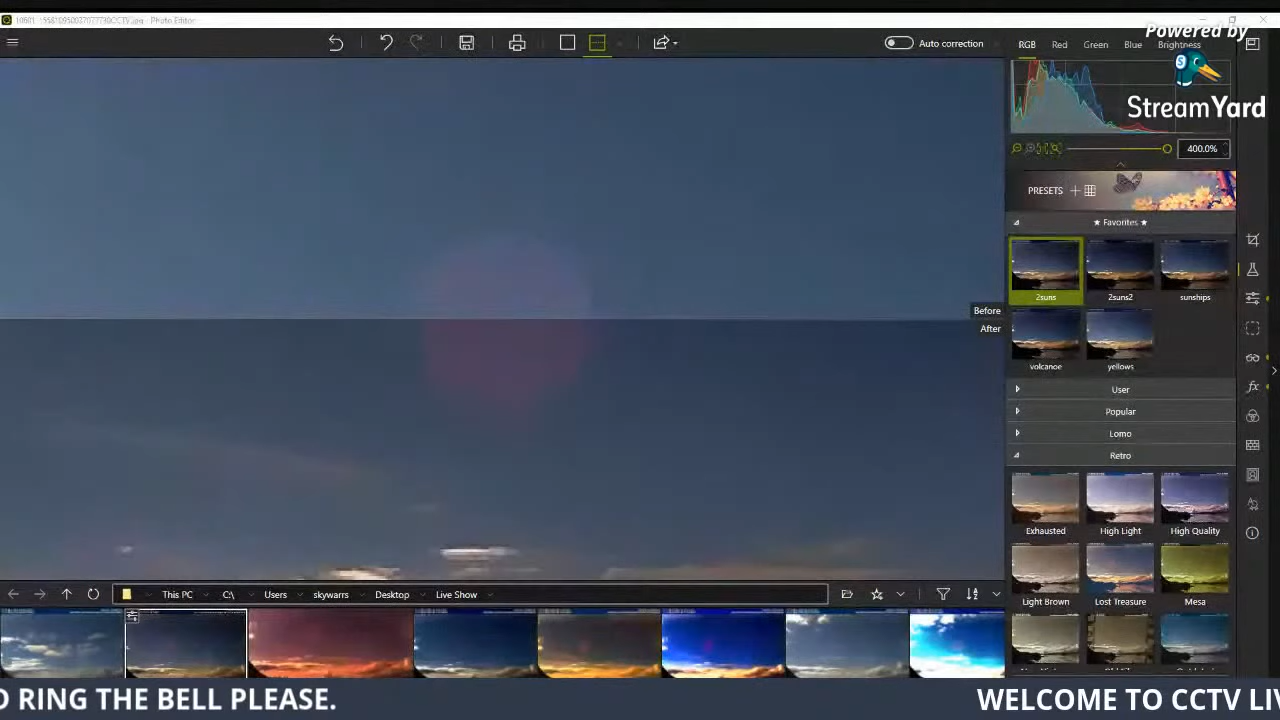 Photo Editor
Powered by
StreamYard
Auto correction
RGB
Red
Green
Blue
Brightness
400.0%
PRESETS
★ Favorites ★
2suns
2suns2
sunships
Before
After
volcanoe
yellows
User
Popular
Lomo
Retro
Exhausted
High Light
High Quality
Light Brown
Lost Treasure
Mesa
This PC
C:\
Users
skywarrs
Desktop
Live Show
RING THE BELL PLEASE.
WELCOME TO CCTV